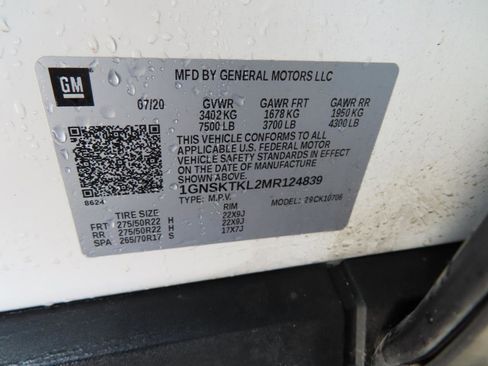 GM
MFD BY GENERAL MOTORS LLC
07/20 GVWR GAWR FRT GAWR RR
3402 KG 1678 KG 1950 KG
7500 LB 3700 LB 4300 LB
THIS VEHICLE CONFORMS TO ALL
APPLICABLE U.S. FEDERAL MOTOR
VEHICLE SAFETY AND THEFT
PREVENTION STANDARDS IN EFFECT
ON THE DATE OF MANUFACTURE
SHOWN ABOVE.
1GNSKTKL2MR124839
8624 TYPE: M.P.V. MODEL: 29CK10706
TIRE SIZE RIM
FRT 275/50R22 H 22X9J
RR 275/50R22 H 22X9J
SPA 265/70R17 S 17X7J